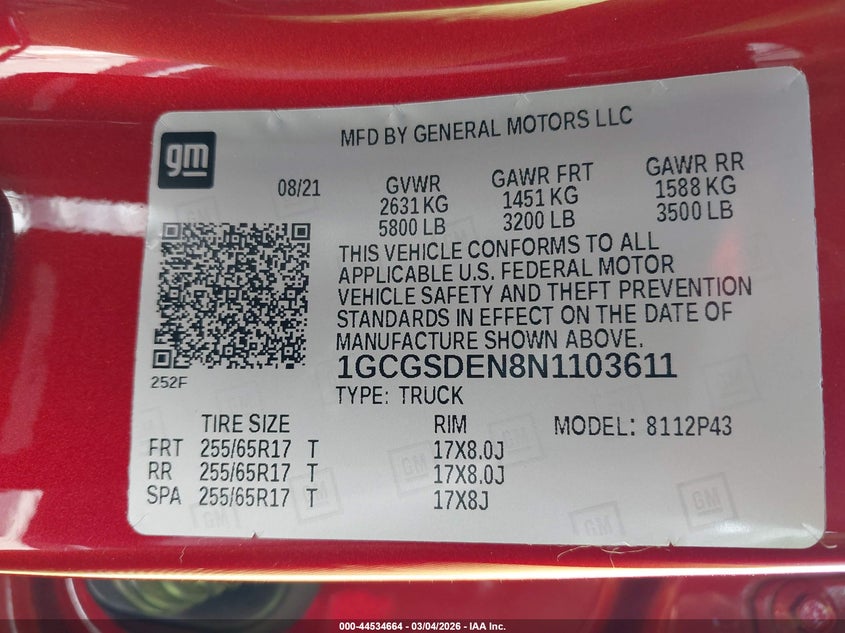 MFD BY GENERAL MOTORS LLC
gm
08/21 GVWR GAWR FRT GAWR RR
2631 KG 1451 KG 1588 KG
5800 LB 3200 LB 3500 LB
THIS VEHICLE CONFORMS TO ALL
APPLICABLE U.S. FEDERAL MOTOR
VEHICLE SAFETY AND THEFT PREVENTION
STANDARDS IN EFFECT ON THE DATE OF
MANUFACTURE SHOWN ABOVE.
1GCGSDEN8N1103611
252F
TYPE: TRUCK
TIRE SIZE RIM MODEL: 8112P43
FRT 255/65R17 T 17X8.0J
RR 255/65R17 T 17X8.0J
SPA 255/65R17 T 17X8J
000-44534664 - 03/04/2026 - IAA Inc.